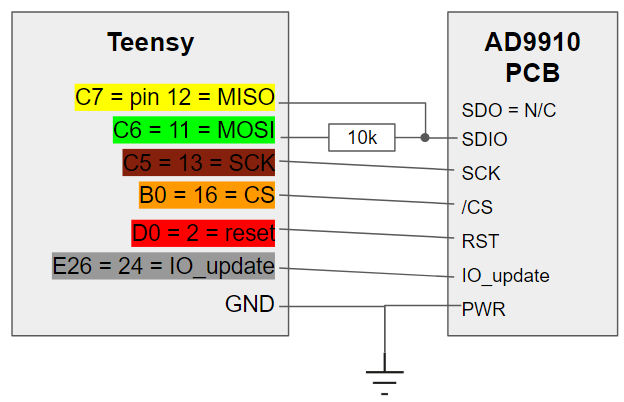 Teensy
C7 = pin 12 = MISO
C6 = 11 = MOSI
C5 = 13 = SCK
B0 = 16 = CS
D0 = 2 = reset
E26 = 24 = IO_update
GND
10k
AD9910
PCB
SDO = N/C
SDIO
SCK
/CS
RST
IO_update
PWR